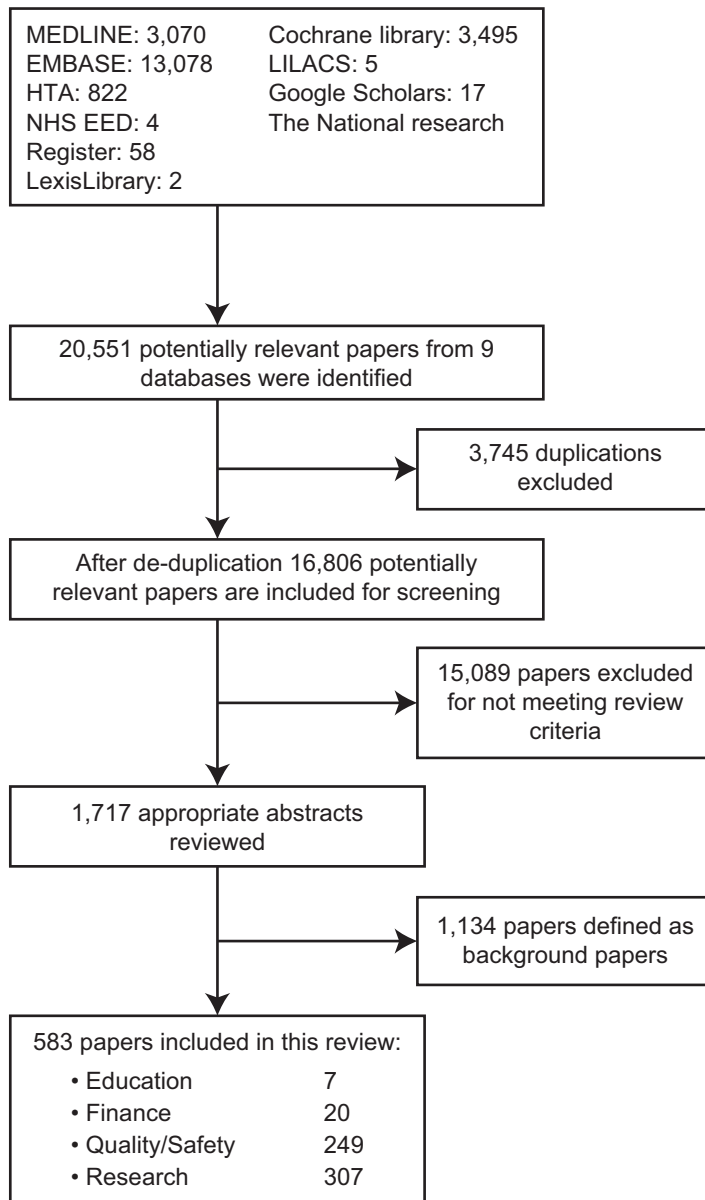 MEDLINE: 3,070
EMBASE: 13,078
HTA: 822
NHS EED: 4
Register: 58
LexisLibrary: 2
Cochrane library: 3,495
LILACS: 5
Google Scholars: 17
The National research
20,551 potentially relevant papers from 9
databases were identified
3,745 duplications
excluded
After de-duplication 16,806 potentially
relevant papers are included for screening
15,089 papers excluded
for not meeting review
criteria
1,717 appropriate abstracts
reviewed
1,134 papers defined as
background papers
583 papers included in this review:
• Education 7
• Finance 20
• Quality/Safety 249
• Research 307